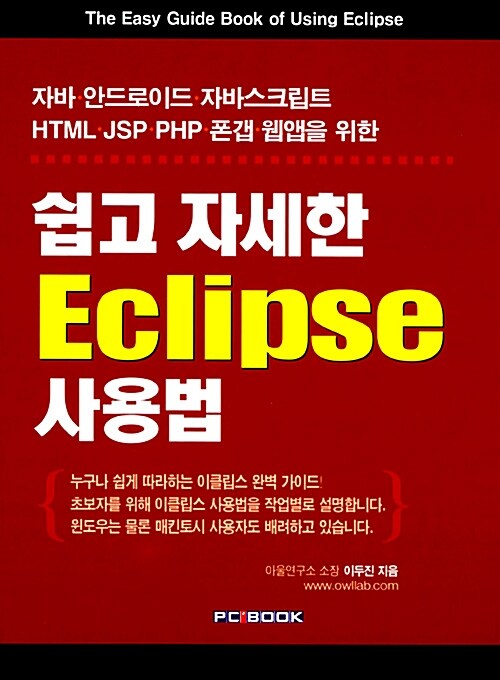 The Easy Guide Book of Using Eclipse
자바·안드로이드·자바스크립트
HTML·JSP·PHP·폰갭·웹앱을 위한
쉽고 자세한
Eclipse
사용법
누구나 쉽게 따라하는 이클립스 완벽 가이드!
초보자를 위해 이클립스 사용법을 작업별로 설명합니다.
윈도우는 물론 매킨토시 사용자도 배려하고 있습니다.
아울연구소 소장 이두진 지음
www.owllab.com
PC BOOK